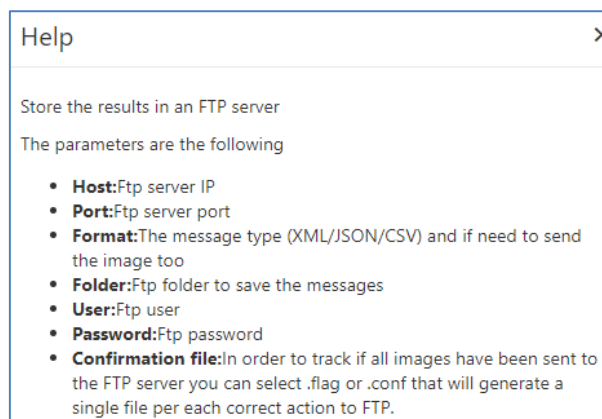 Help
Store the results in an FTP server
The parameters are the following
• Host:Ftp server IP
• Port:Ftp server port
• Format:The message type (XML/JSON/CSV) and if need to send
the image too
• Folder:Ftp folder to save the messages
• User:Ftp user
• Password:Ftp password
• Confirmation file:In order to track if all images have been sent to
the FTP server you can select .flag or .conf that will generate a
single file per each correct action to FTP.